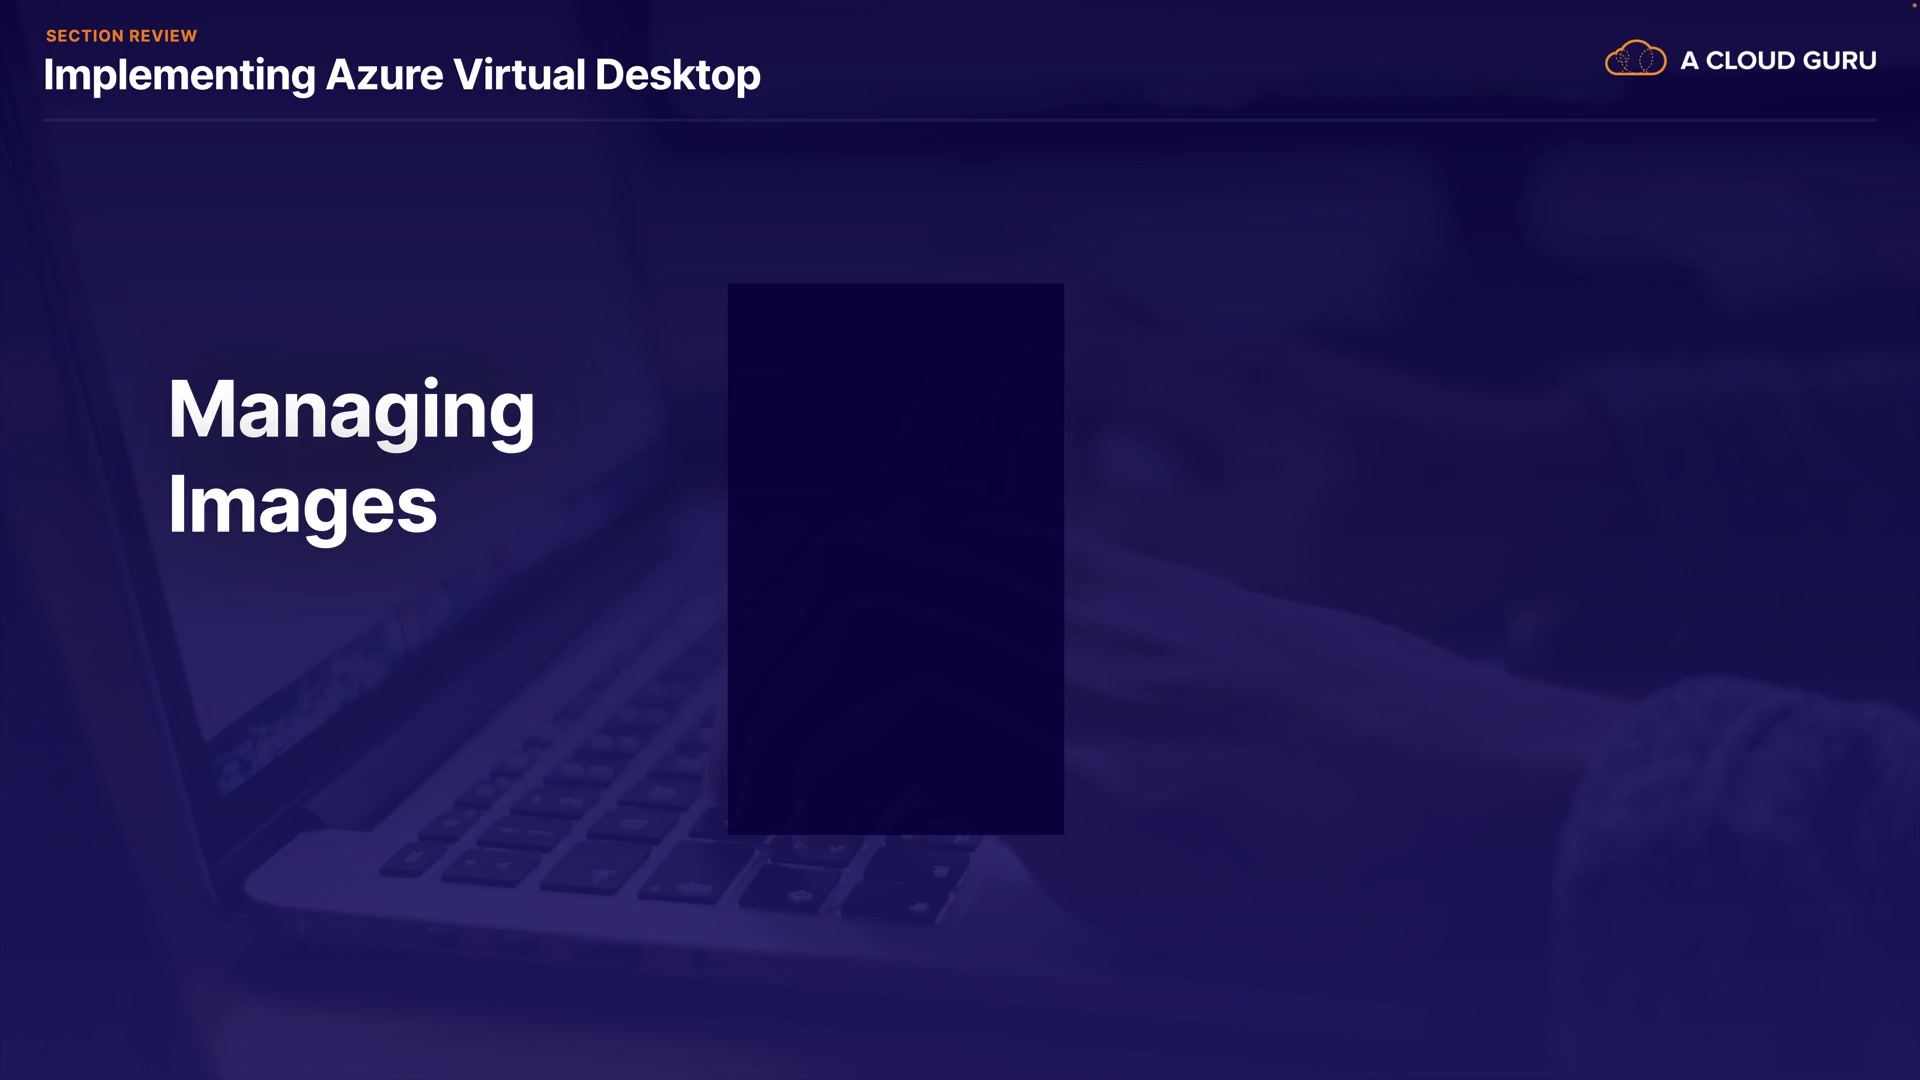 SECTION REVIEW
Implementing Azure Virtual Desktop
A CLOUD GURU
Managing
Images